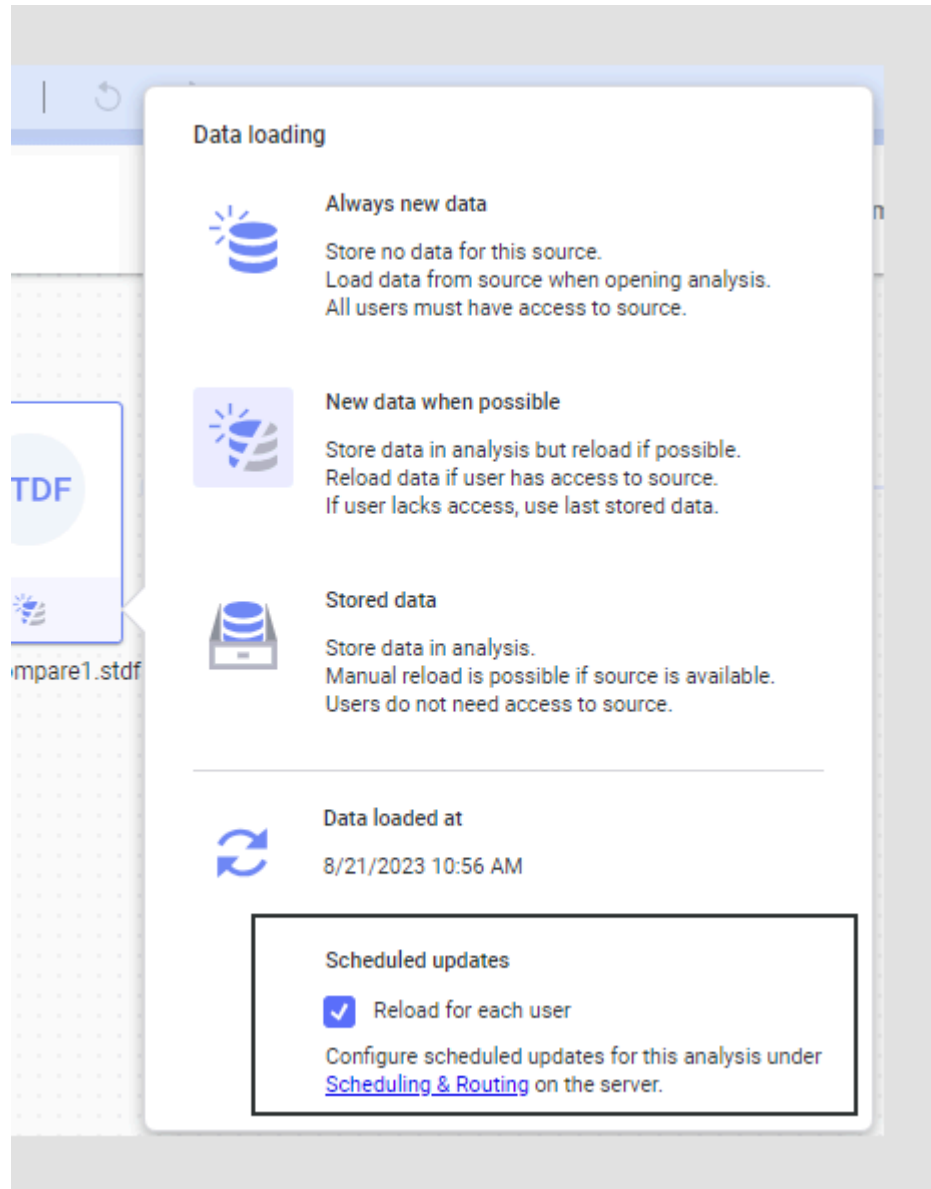 Data loading
Always new data
Store no data for this source.
Load data from source when opening analysis.
All users must have access to source.
New data when possible
Store data in analysis but reload if possible.
Reload data if user has access to source.
If user lacks access, use last stored data.
TDF
Stored data
Store data in analysis.
Manual reload is possible if source is available.
Users do not need access to source.
mpare1.stdf
Data loaded at
8/21/2023 10:56 AM
Scheduled updates
Reload for each user
Configure scheduled updates for this analysis under
Scheduling & Routing on the server.